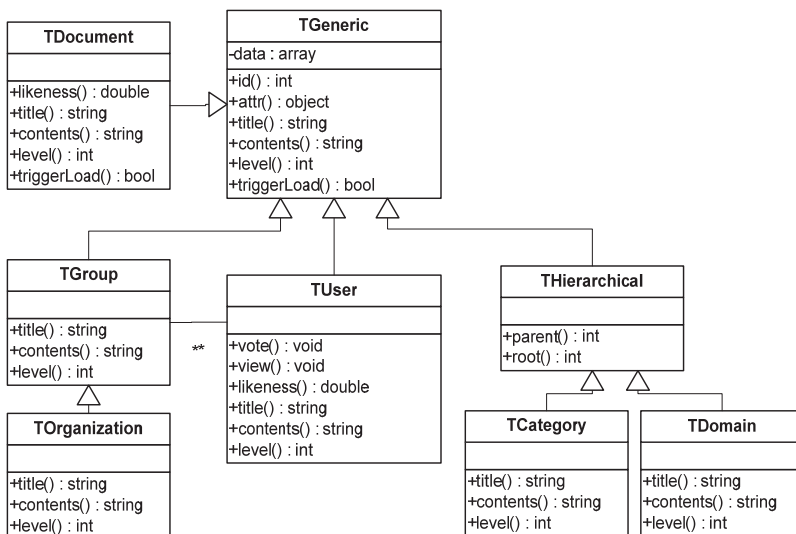 TDocument
+likeness() : double
+title() : string
+contents() : string
+level() : int
+triggerLoad() : bool
TGeneric
-data : array
+id() : int
+attr() : object
+title() : string
+contents() : string
+level() : int
+triggerLoad() : bool
TGroup
+title() : string
+contents() : string
+level() : int
**
TUser
+vote() : void
+view() : void
+likeness() : double
+title() : string
+contents() : string
+level() : int
THierarchical
+parent() : int
+root() : int
TOrganization
+title() : string
+contents() : string
+level() : int
TCategory
+title() : string
+contents() : string
+level() : int
TDomain
+title() : string
+contents() : string
+level() : int